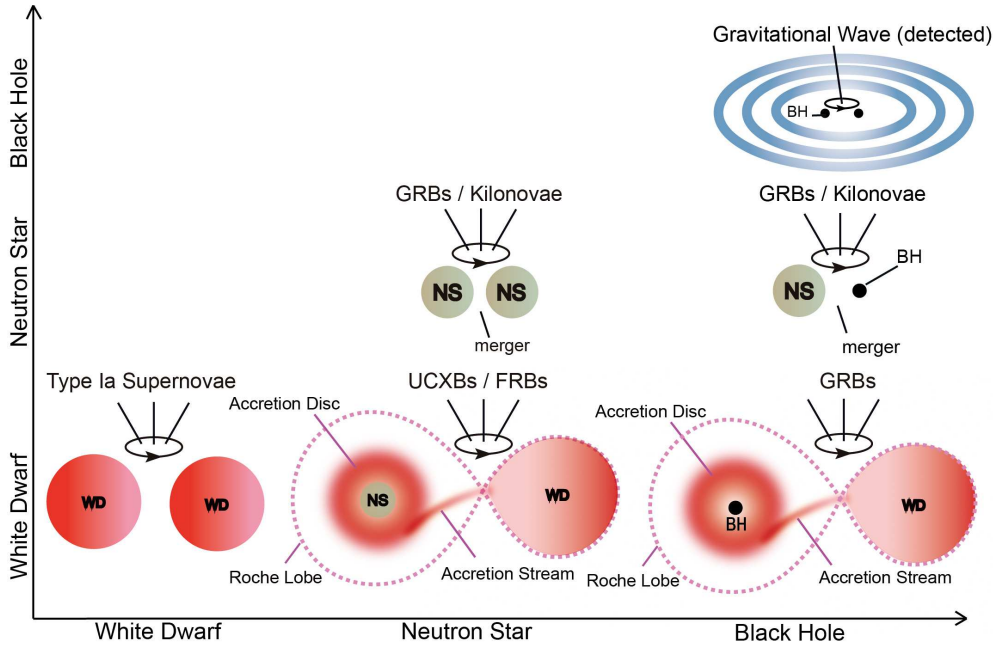 Gravitational Wave (detected)
BH
Black Hole
GRBs / Kilonovae
GRBs / Kilonovae
NS
NS
merger
NS
BH
merger
Neutron Star
Type Ia Supernovae
UCXBs / FRBs
GRBs
Accretion Disc
Accretion Disc
WD
WD
NS
WD
BH
WD
Roche Lobe
Accretion Stream
Roche Lobe
Accretion Stream
White Dwarf
White Dwarf
Neutron Star
Black Hole